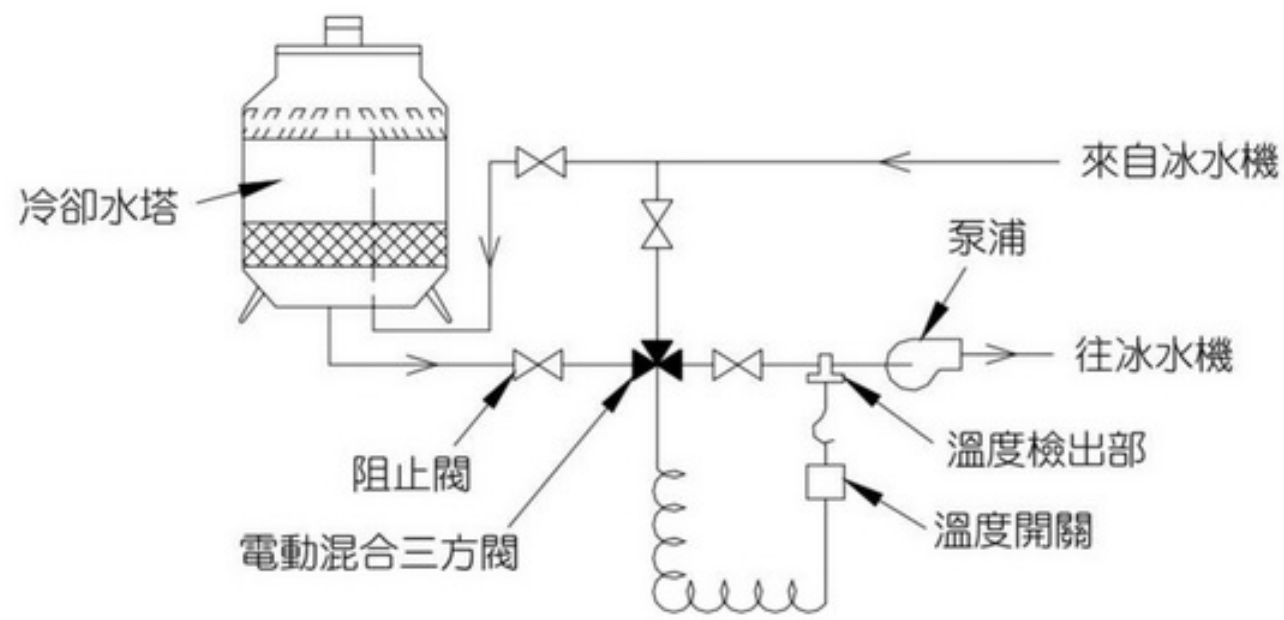 來自冰水機
冷卻水塔
泵浦
往冰水機
溫度檢出部
阻止閥
溫度開關
電動混合三方閥